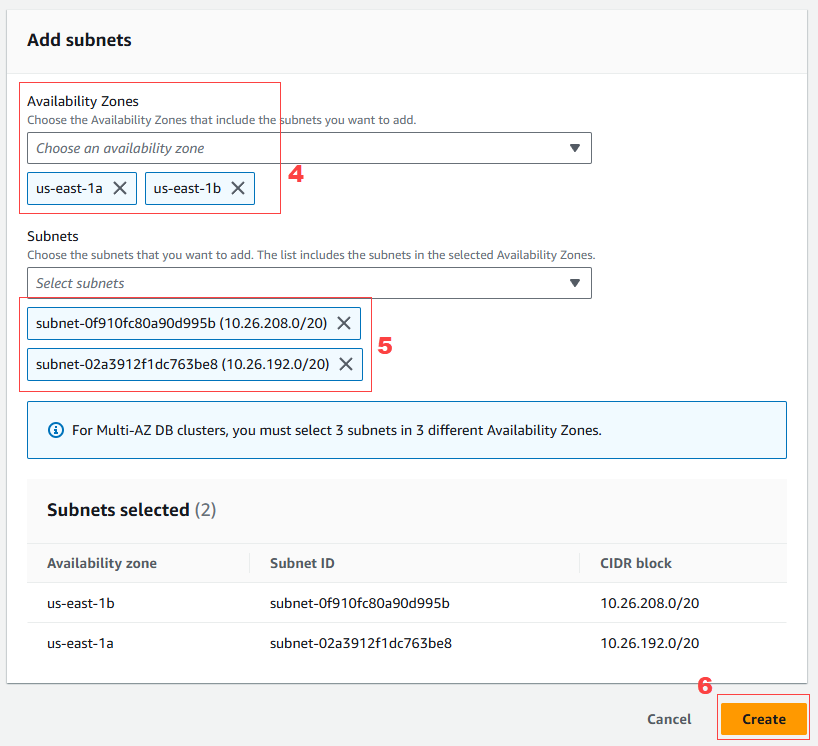 Add subnets
Availability Zones
Choose the Availability Zones that include the subnets you want to add.
Choose an availability zone
us-east-1a us-east-1b
4
Subnets
Choose the subnets that you want to add. The list includes the subnets in the selected Availability Zones.
Select subnets
subnet-0f910fc80a90d995b (10.26.208.0/20)
5
subnet-02a3912f1dc763be8 (10.26.192.0/20)
For Multi-AZ DB clusters, you must select 3 subnets in 3 different Availability Zones.
Subnets selected (2)
Availability zone Subnet ID CIDR block
us-east-1b subnet-0f910fc80a90d995b 10.26.208.0/20
us-east-1a subnet-02a3912f1dc763be8 10.26.192.0/20
6
Cancel Create